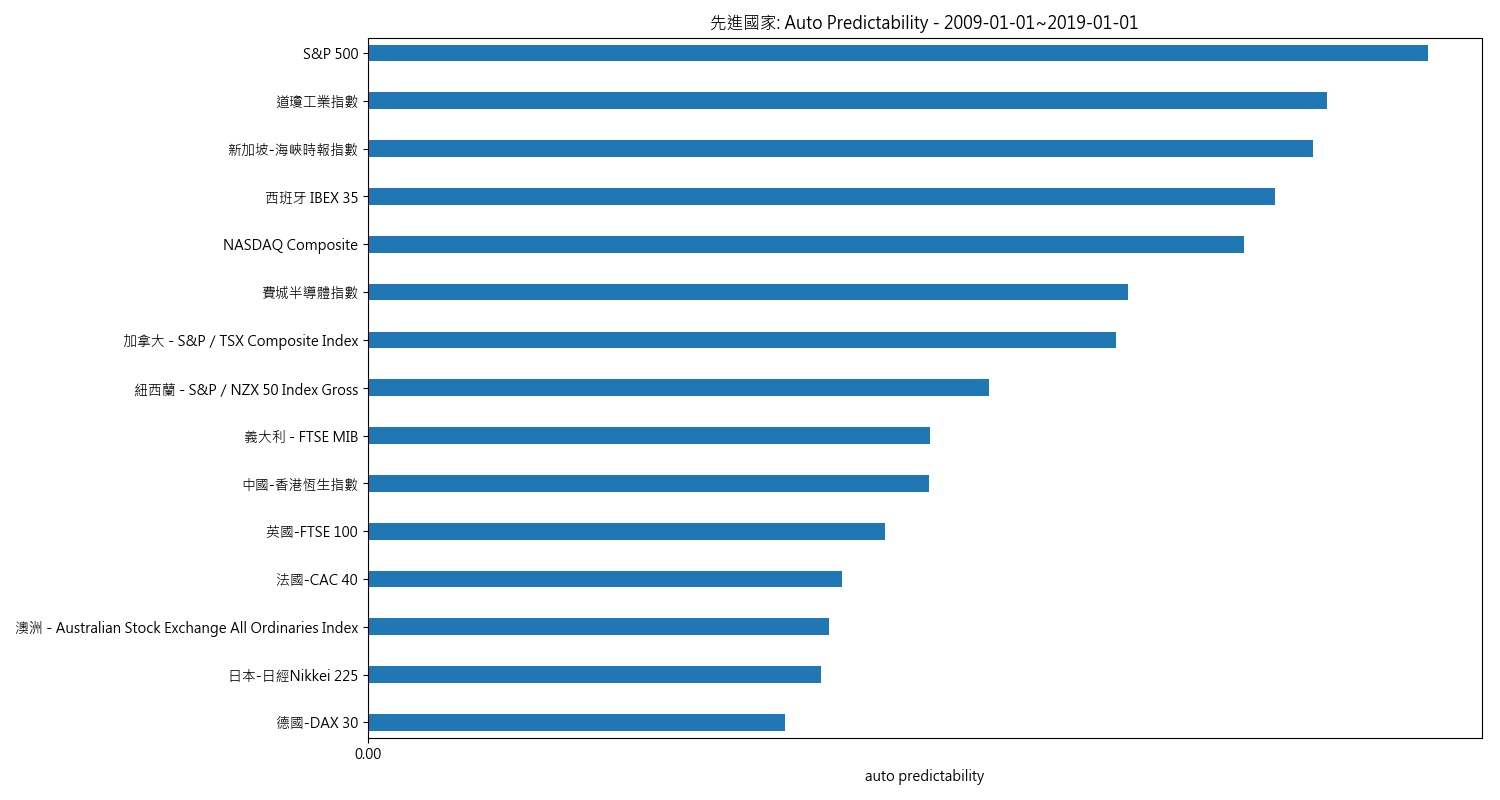 先進國家: Auto Predictability - 2009-01-01~2019-01-01
S&P 500
道瓊工業指數
新加坡-海峽時報指數
西班牙 IBEX 35
NASDAQ Composite
費城半導體指數
加拿大 - S&P / TSX Composite Index
紐西蘭 - S&P / NZX 50 Index Gross
義大利 - FTSE MIB
中國-香港恆生指數
英國-FTSE 100
法國-CAC 40
澳洲 - Australian Stock Exchange All Ordinaries Index
日本-日經Nikkei 225
德國-DAX 30
0.00
auto predictability